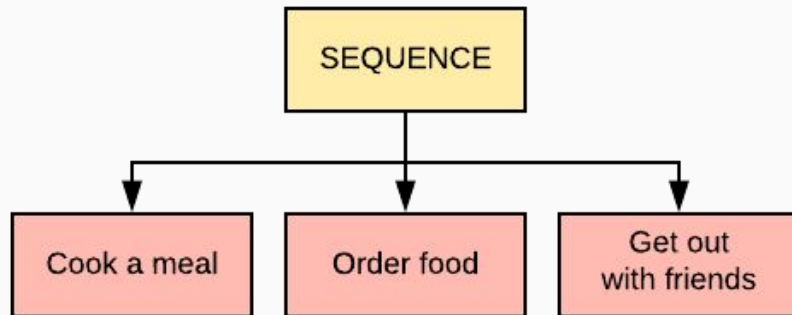 SEQUENCE
Cook a meal
Order food
Get out
with friends